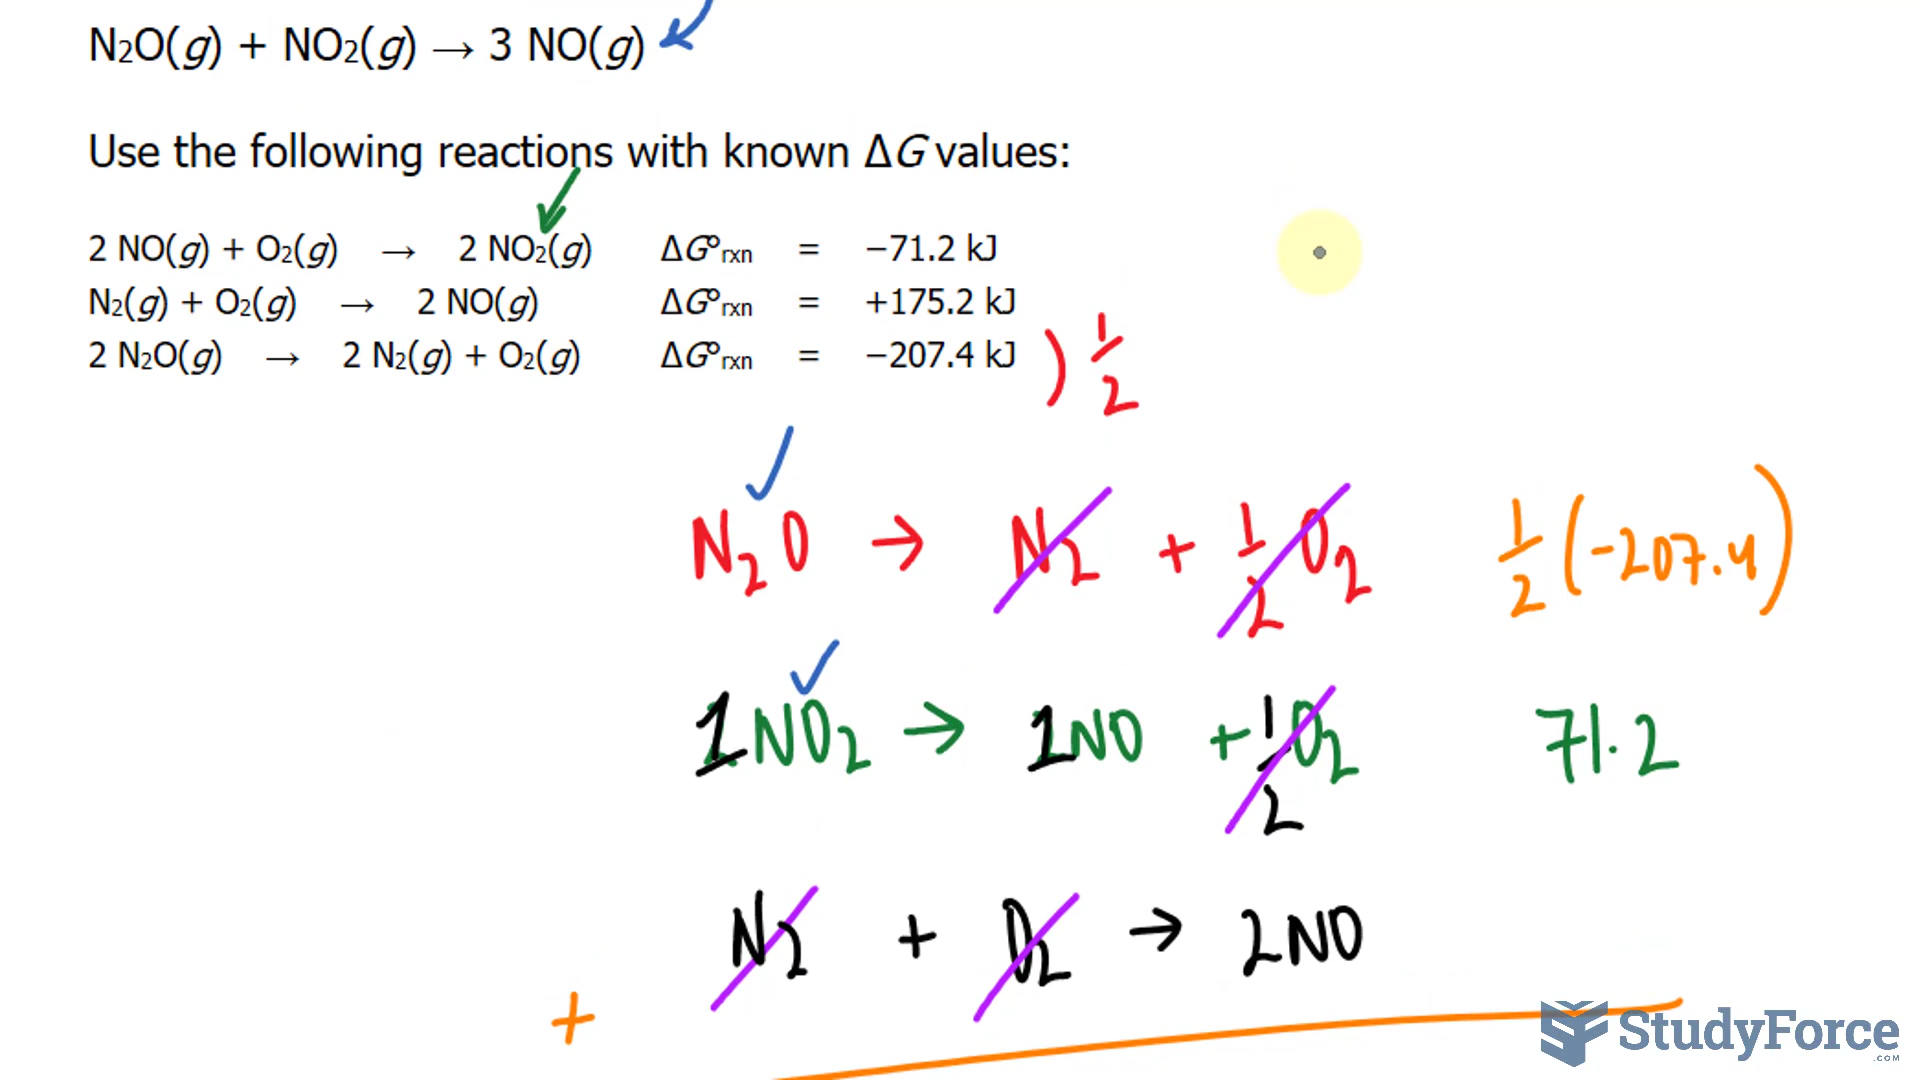 N2O(g) + NO2(g) → 3 NO(g)
Use the following reactions with known ΔG values:
2 NO(g) + O2(g) → 2 NO2(g) ΔG°rxn = −71.2 kJ
N2(g) + O2(g) → 2 NO(g) ΔG°rxn = +175.2 kJ
2 N2O(g) → 2 N2(g) + O2(g) ΔG°rxn = −207.4 kJ ) 1/2
N2O → N2 + 1/2 O2 1/2 (-207.4)
1NO2 → 1NO + 1/2 O2 71.2
N2 + O2 → 2NO
+
StudyForce
.COM